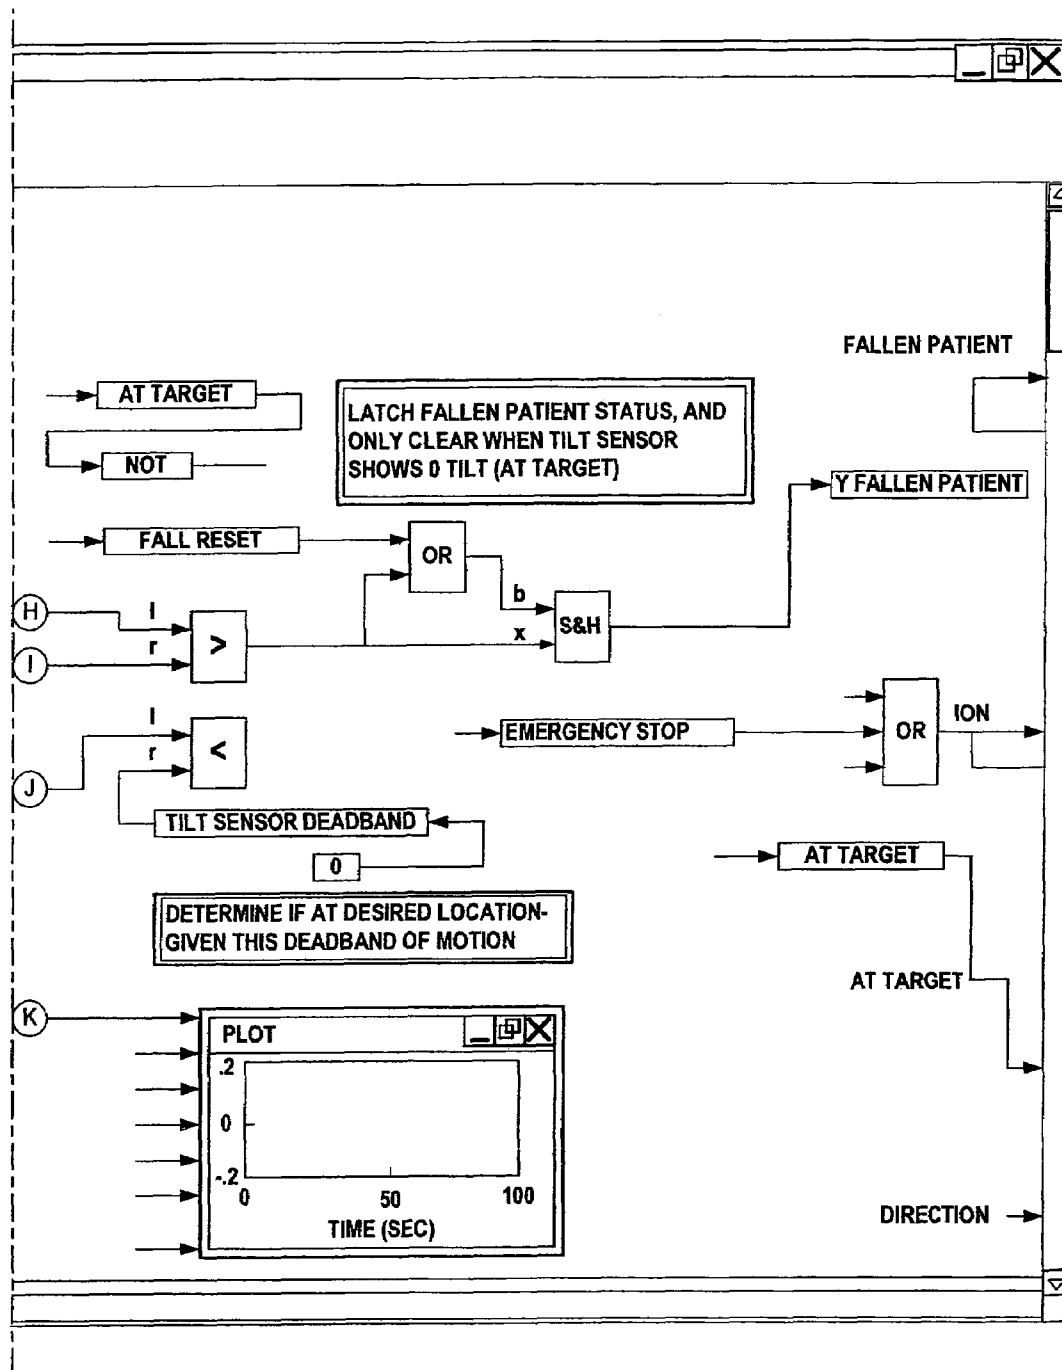 FALLEN PATIENT
AT TARGET
NOT
LATCH FALLEN PATIENT STATUS, AND
ONLY CLEAR WHEN TILT SENSOR
SHOWS 0 TILT (AT TARGET)
Y FALLEN PATIENT
FALL RESET
OR
b
x
S&H
H
l
r
>
I
l
r
<
J
EMERGENCY STOP
OR
ION
TILT SENSOR DEADBAND
0
AT TARGET
DETERMINE IF AT DESIRED LOCATION-
GIVEN THIS DEADBAND OF MOTION
AT TARGET
K
PLOT
.2
0
-.2
0
50
100
TIME (SEC)
DIRECTION